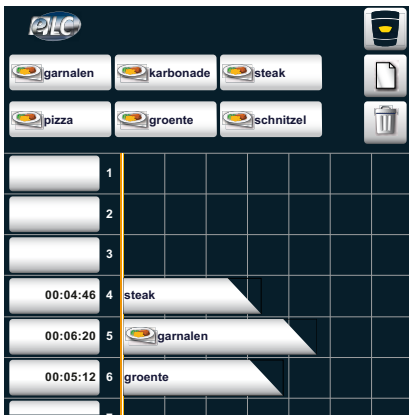 eLC
garnalen karbonade steak
pizza groente schnitzel
1
2
3
00:04:46 4 steak
00:06:20 5 garnalen
00:05:12 6 groente